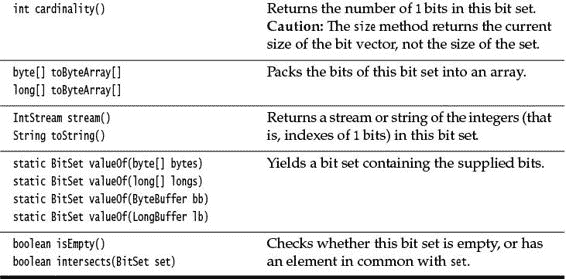 int cardinality()
Returns the number of 1 bits in this bit set.
Caution: The size method returns the current
size of the bit vector, not the size of the set.
byte[] toByteArray[]
long[] toByteArray[]
Packs the bits of this bit set into an array.
IntStream stream()
String toString()
Returns a stream or string of the integers (that
is, indexes of 1 bits) in this bit set.
static BitSet valueOf(byte[] bytes)
static BitSet valueOf(long[] longs)
static BitSet valueOf(ByteBuffer bb)
static BitSet valueOf(LongBuffer lb)
Yields a bit set containing the supplied bits.
boolean isEmpty()
boolean intersects(BitSet set)
Checks whether this bit set is empty, or has
an element in common with set.